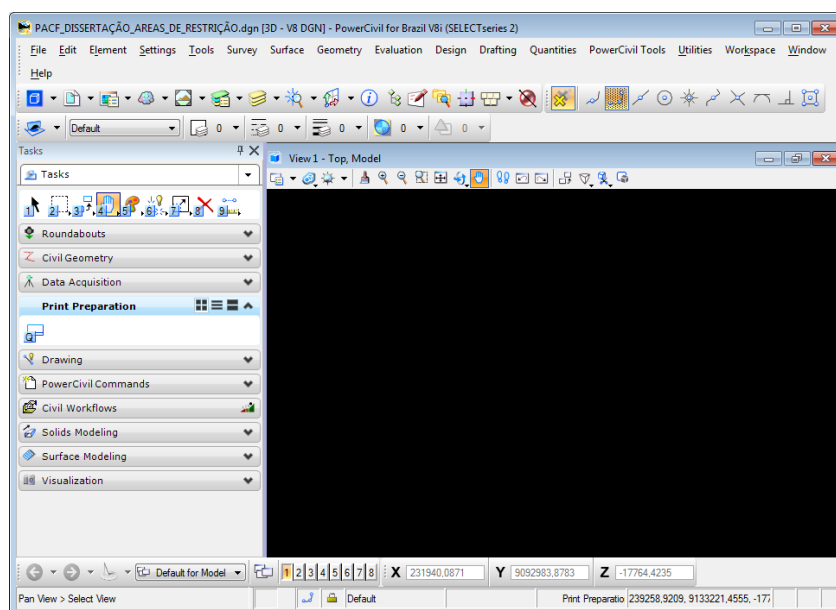 PACF_DISSERTAÇÃO_AREAS_DE_RESTRIÇÃO.dgn [3D - V8 DGN] - PowerCivil for Brazil V8i (SELECTseries 2)
File Edit Element Settings Tools Survey Surface Geometry Evaluation Design Drafting Quantities PowerCivil Tools Utilities Workspace Window
Help
Default 0 0 0 0 0
Tasks
View 1 - Top, Model
Tasks
1 2 3 4 5 6 7 8 9
Roundabouts
Civil Geometry
Data Acquisition
Print Preparation
Q
Drawing
PowerCivil Commands
Civil Workflows
Solids Modeling
Surface Modeling
Visualization
Default for Model 1 2 3 4 5 6 7 8 X 231940,0871 Y 9092983,8783 Z -17764,4235
Pan View > Select View Default Print Preparatio 239258,9209, 9133221,4555, -177